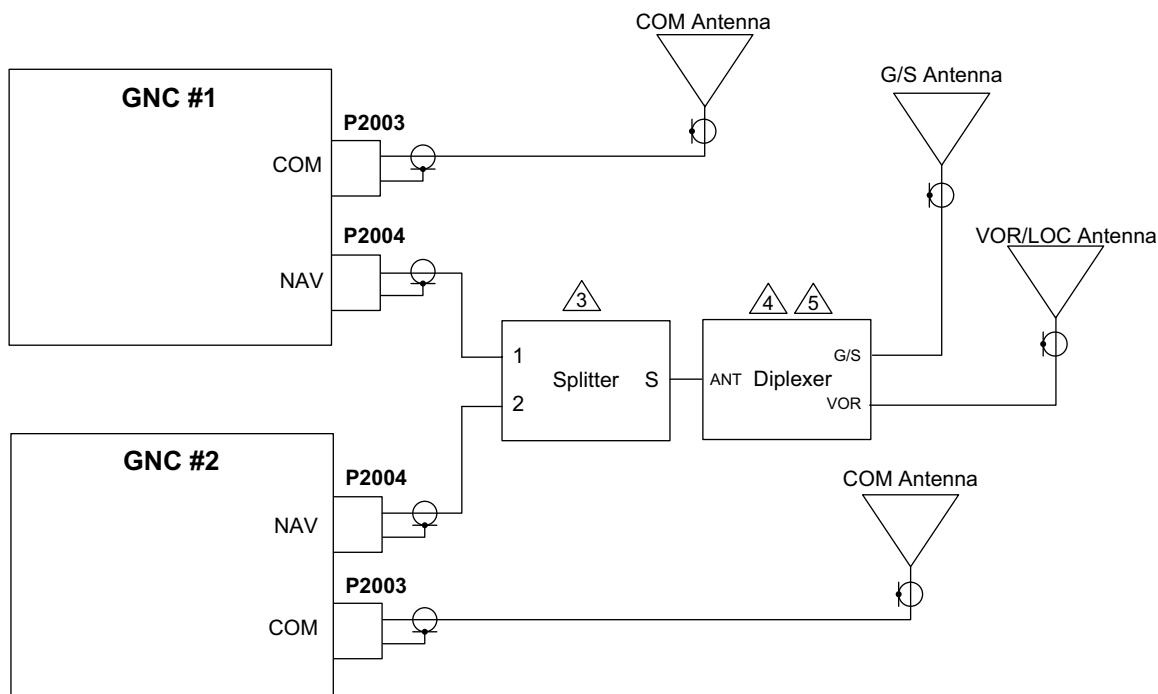 COM Antenna
G/S Antenna
GNC #1
P2003
COM
P2004
NAV
VOR/LOC Antenna
3
4
5
1
2
Splitter
S
ANT
Diplexer
G/S
VOR
GNC #2
P2004
NAV
COM Antenna
P2003
COM